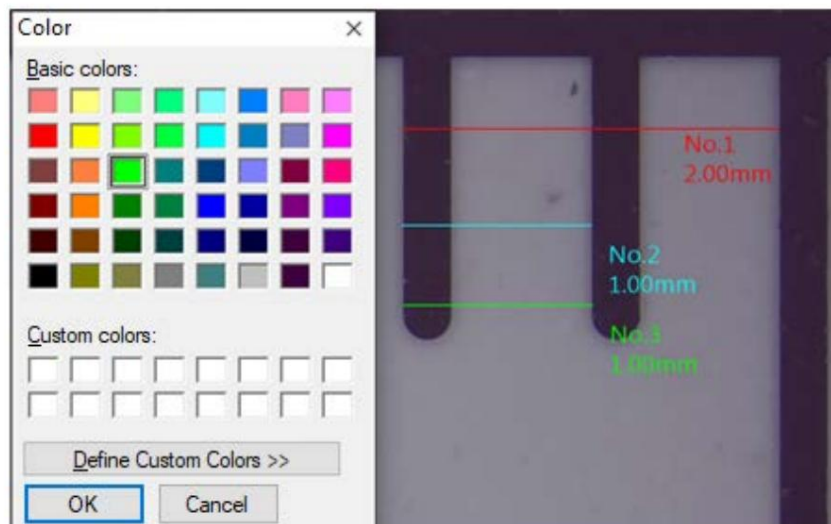 Color
Basic colors:
Custom colors:
Define Custom Colors >>
OK
Cancel
No.1
2.00mm
No.2
1.00mm
No.3
1.00mm